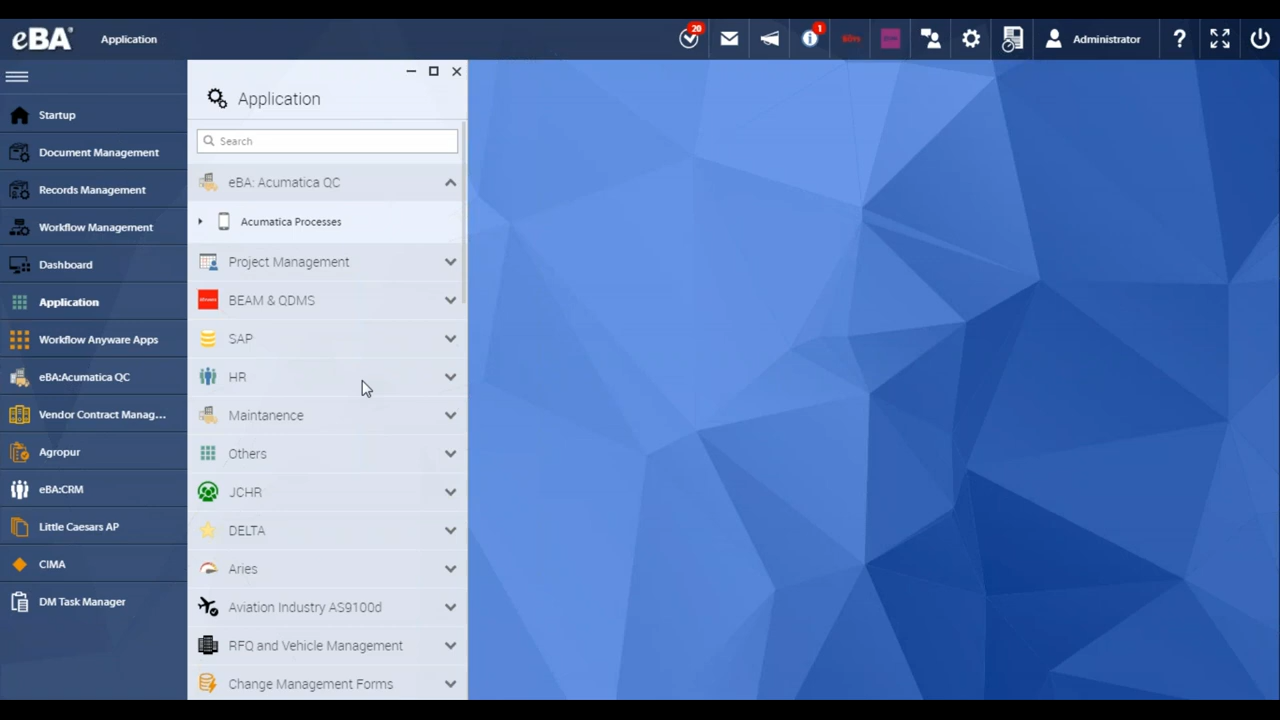 eBA
Application
20
1
Administrator
?
Startup
Document Management
Records Management
Workflow Management
Dashboard
Application
Workflow Anyware Apps
eBA:Acumatica QC
Vendor Contract Manag...
Agropur
eBA:CRM
Little Caesars AP
CIMA
DM Task Manager
Application
Search
eBA: Acumatica QC
Acumatica Processes
Project Management
BEAM & QDMS
SAP
HR
Maintanence
Others
JCHR
DELTA
Aries
Aviation Industry AS9100d
RFQ and Vehicle Management
Change Management Forms